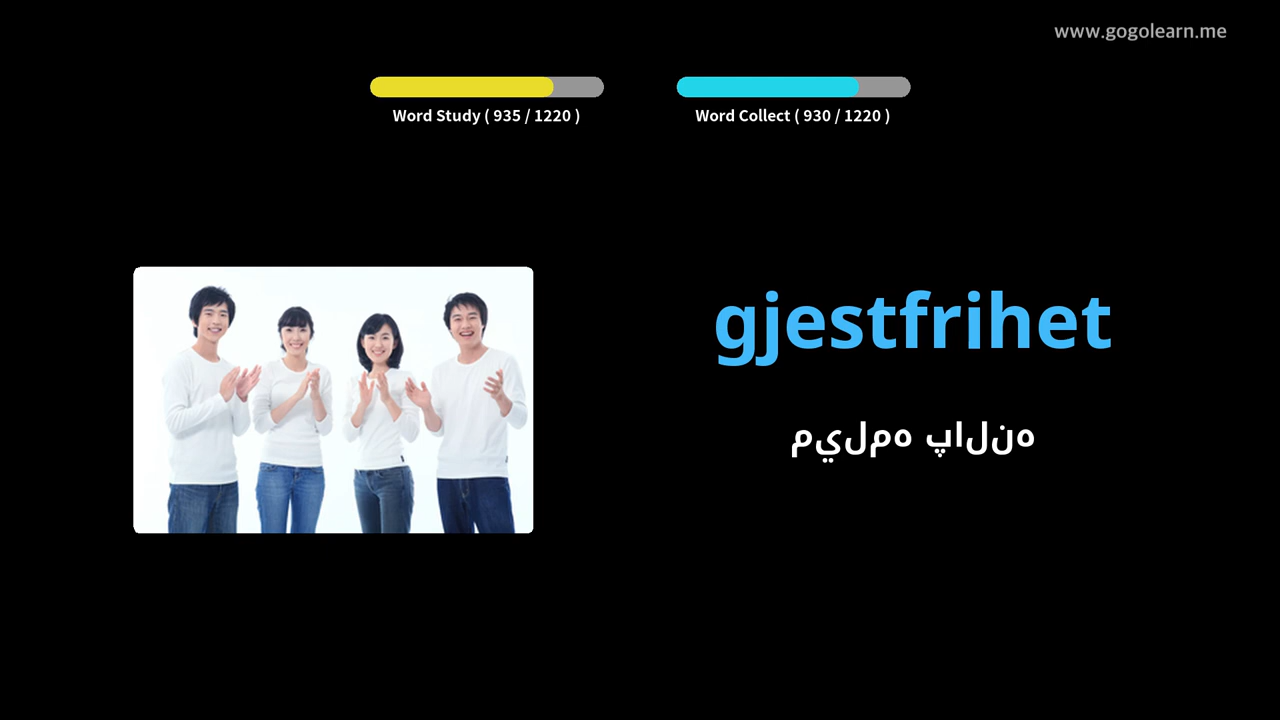 www.gogolearn.me
Word Study ( 935 / 1220 )
Word Collect ( 930 / 1220 )
gjestfrihet
ميلمه پالنه